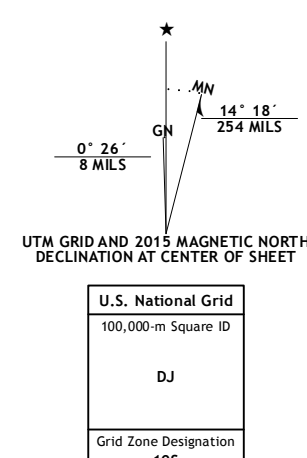 ★
MN
GN
14° 18´
254 MILS
0° 26´
8 MILS
UTM GRID AND 2015 MAGNETIC NORTH
DECLINATION AT CENTER OF SHEET
U.S. National Grid
100,000-m Square ID
DJ
Grid Zone Designation